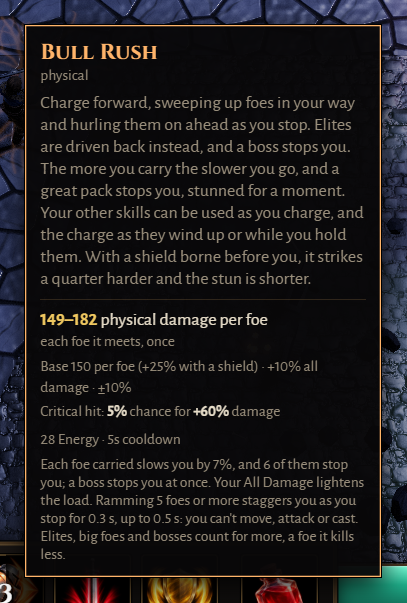 Bull Rush
physical
Charge forward, sweeping up foes in your way
and hurling them on ahead as you stop. Elites
are driven back instead, and a boss stops you.
The more you carry the slower you go, and a
great pack stops you, stunned for a moment.
Your other skills can be used as you charge, and
the charge as they wind up or while you hold
them. With a shield borne before you, it strikes
a quarter harder and the stun is shorter.
149–182 physical damage per foe
each foe it meets, once
Base 150 per foe (+25% with a shield) · +10% all
damage · ±10%
Critical hit: 5% chance for +60% damage
28 Energy · 5s cooldown
Each foe carried slows you by 7%, and 6 of them stop
you; a boss stops you at once. Your All Damage lightens
the load. Ramming 5 foes or more staggers you as you
stop for 0.3 s, up to 0.5 s: you can't move, attack or cast.
Elites, big foes and bosses count for more, a foe it kills
less.
3